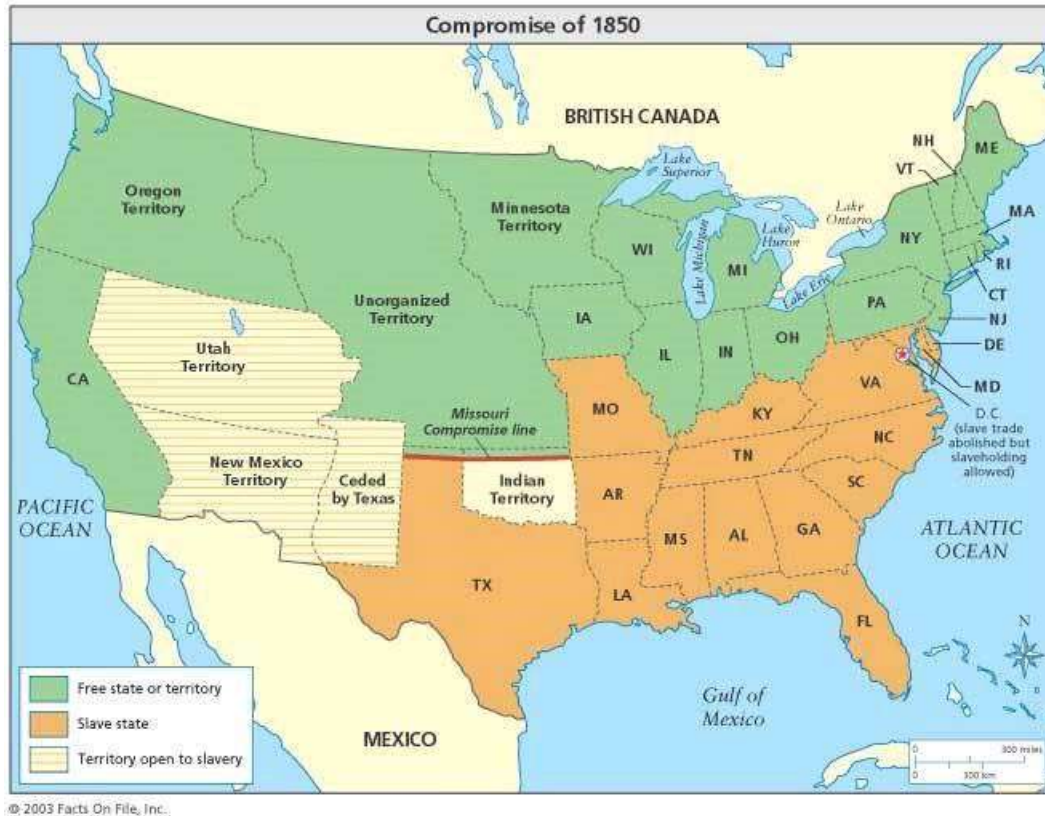 Compromise of 1850
BRITISH CANADA
NH
VT
ME
Lake
Superior
Oregon
Territory
Minnesota
Territory
Lake
Ontario
MA
Lake
Huron
NY
WI
Lake Michigan
MI
RI
Lake Erie
CT
Unorganized
Territory
PA
NJ
IA
OH
DE
Utah
Territory
IL
IN
CA
VA
MD
MO
KY
D.C.
(slave trade
abolished but
slaveholding
allowed)
Missouri
Compromise line
NC
TN
New Mexico
Territory
Ceded
by Texas
Indian
Territory
AR
SC
PACIFIC
OCEAN
ATLANTIC
OCEAN
MS
AL
GA
TX
LA
FL
N
Free state or territory
Slave state
Territory open to slavery
Gulf of
Mexico
MEXICO
0 300 miles
0 300 km
© 2003 Facts On File, Inc.